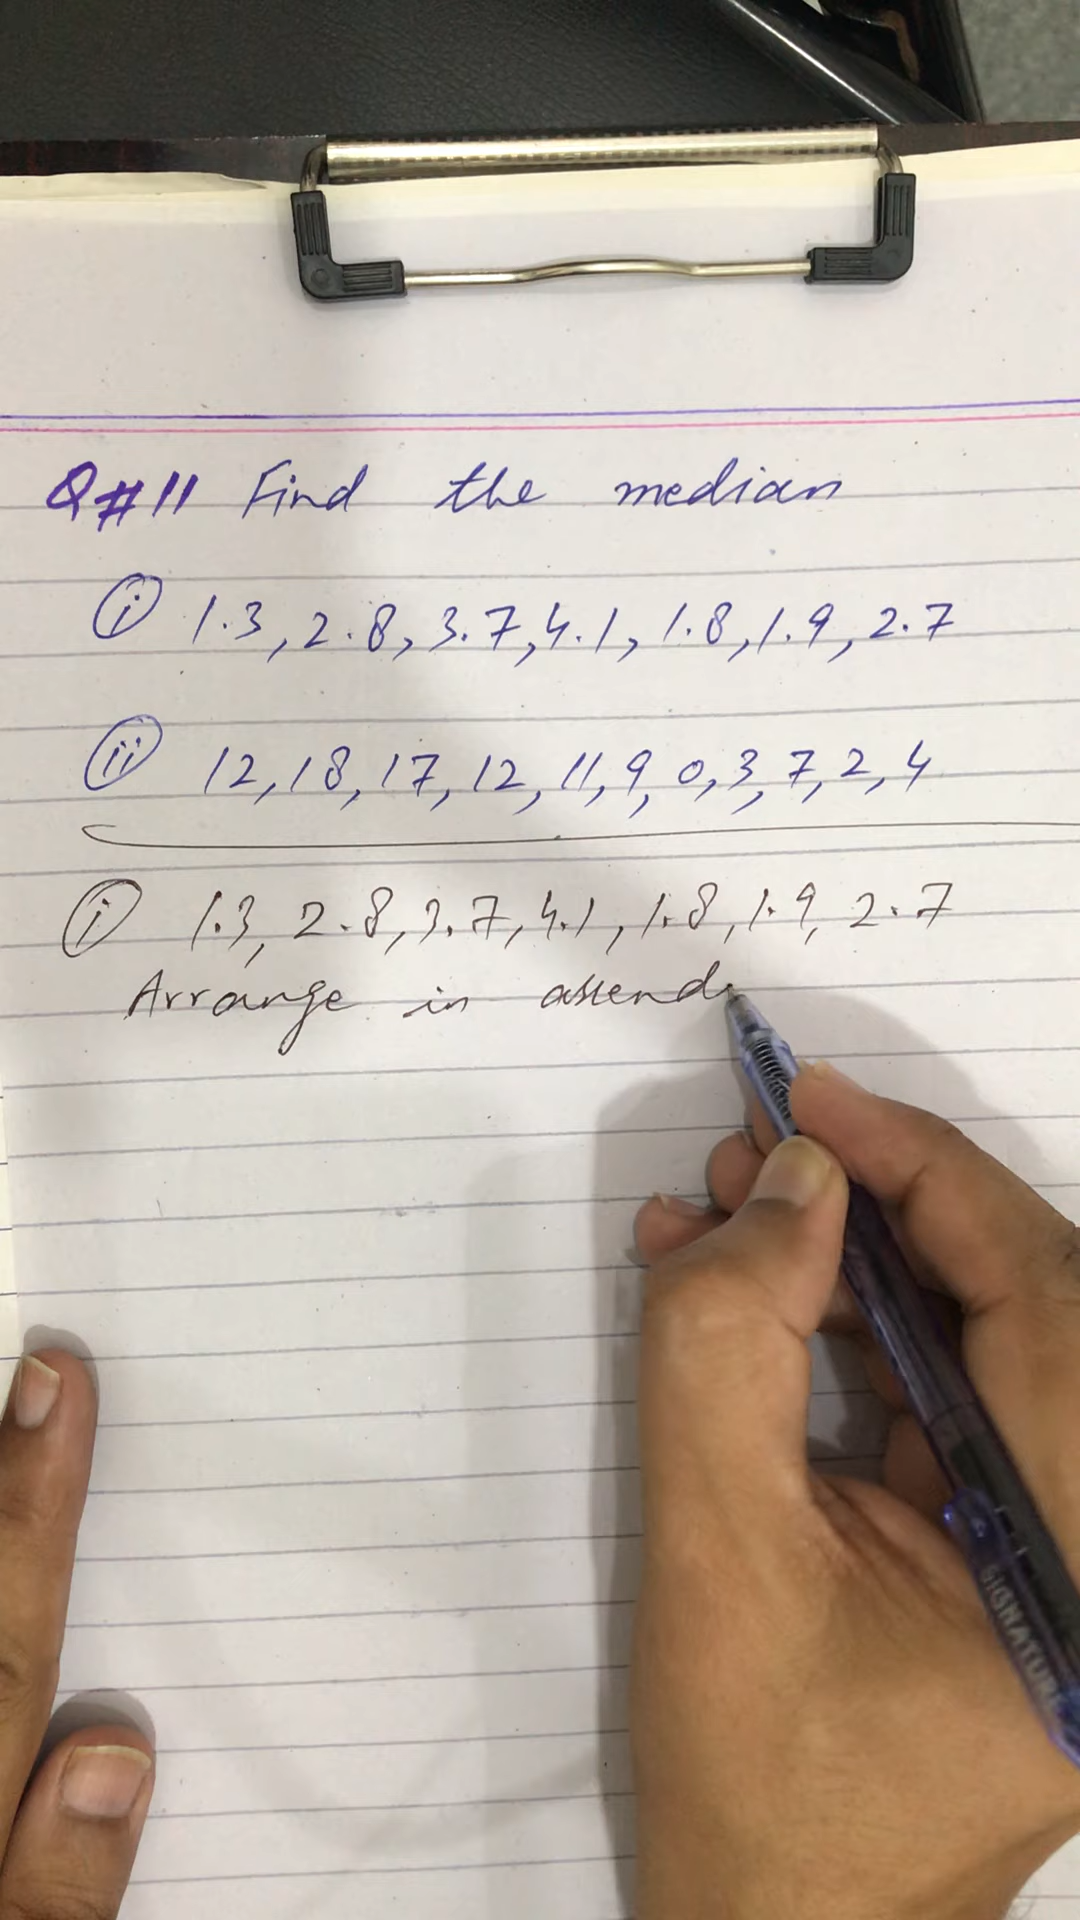 Q#11 Find the median
i 1.3, 2.8, 3.7, 4.1, 1.8, 1.9, 2.7
ii 12, 18, 17, 12, 11, 9, 0, 3, 7, 2, 4
i 1.3, 2.8, 3.7, 4.1, 1.8, 1.9, 2.7
Arrange in ascend
SIGNATURE